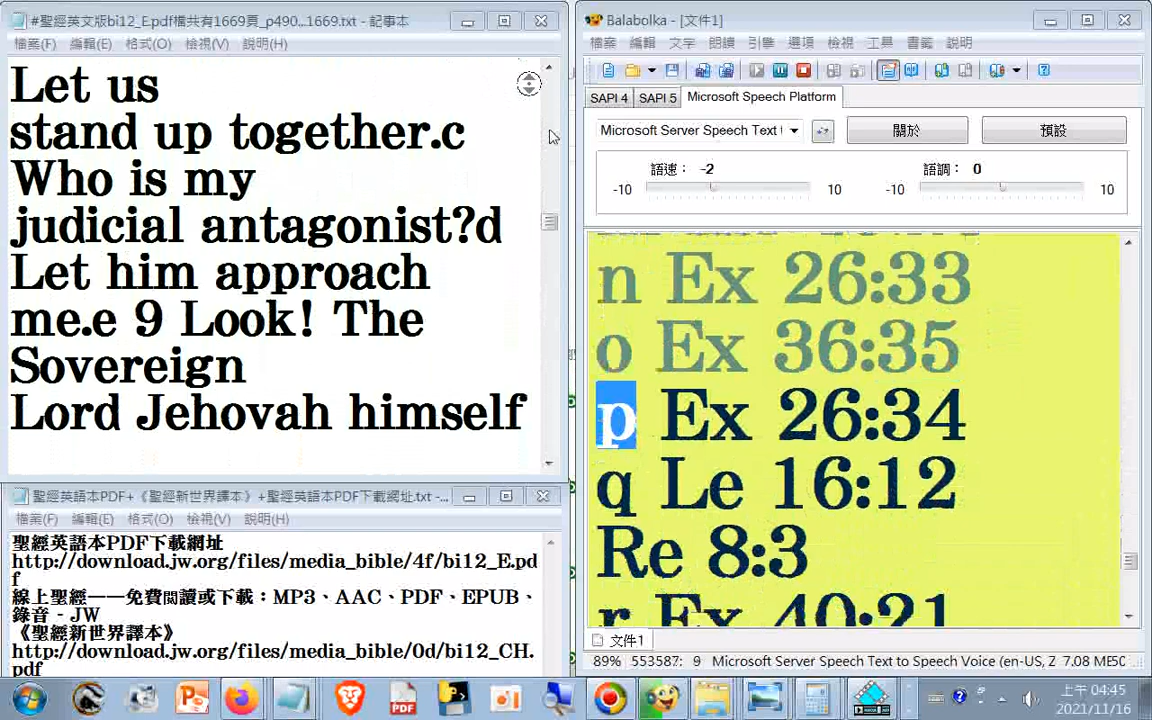 #聖經英文版bi12_E.pdf檔共有1669頁_p490...1669.txt - 記事本
檔案(F) 編輯(E) 格式(O) 檢視(V) 說明(H)
Let us
stand up together.c
Who is my
judicial antagonist?d
Let him approach
me.e 9 Look! The
Sovereign
Lord Jehovah himself
聖經英語本PDF+《聖經新世界譯本》+聖經英語本PDF下載網址.txt -...
檔案(F) 編輯(E) 格式(O) 檢視(V) 說明(H)
聖經英語本PDF下載網址
http://download.jw.org/files/media_bible/4f/bi12_E.pd
f
線上聖經──免費閱讀或下載：MP3、AAC、PDF、EPUB、
錄音 - JW
《聖經新世界譯本》
http://download.jw.org/files/media_bible/0d/bi12_CH.
pdf
Balabolka - [文件1]
檔案 編輯 文字 朗讀 引擎 選項 檢視 工具 書籤 說明
SAPI 4 SAPI 5 Microsoft Speech Platform
Microsoft Server Speech Text 關於 預設
語速： -2 語調： 0
-10 10 -10 10
n Ex 26:33
o Ex 36:35
p Ex 26:34
q Le 16:12
Re 8:3
r Ex 40:21
文件1
89% 553587: 9 Microsoft Server Speech Text to Speech Voice (en-US, Z 7.08 ME50
上午 04:45
2021/11/16